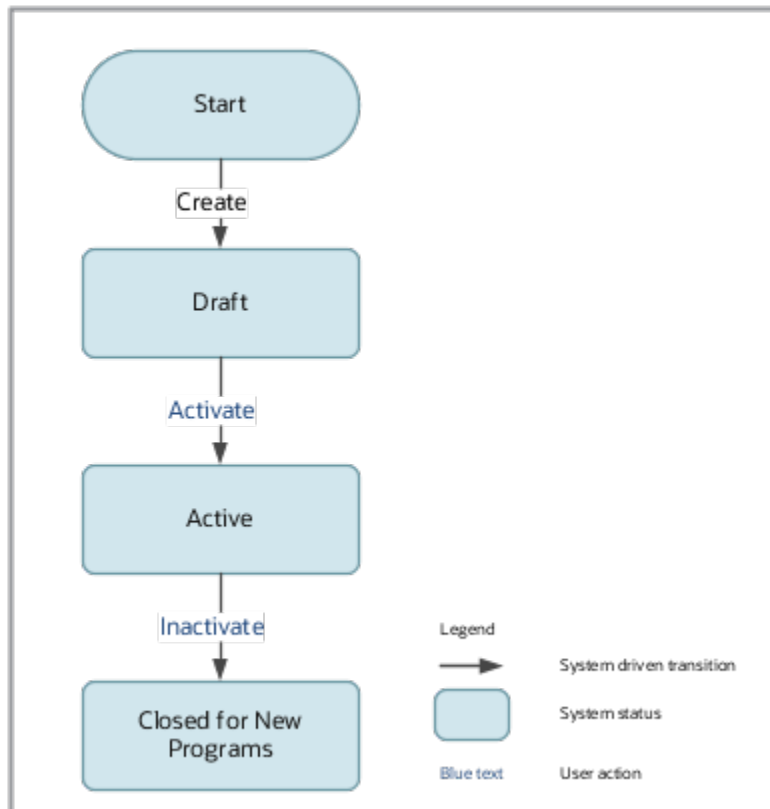 Start
Create
Draft
Activate
Active
Inactivate
Closed for New
Programs
Legend
System driven transition
System status
Blue text
User action